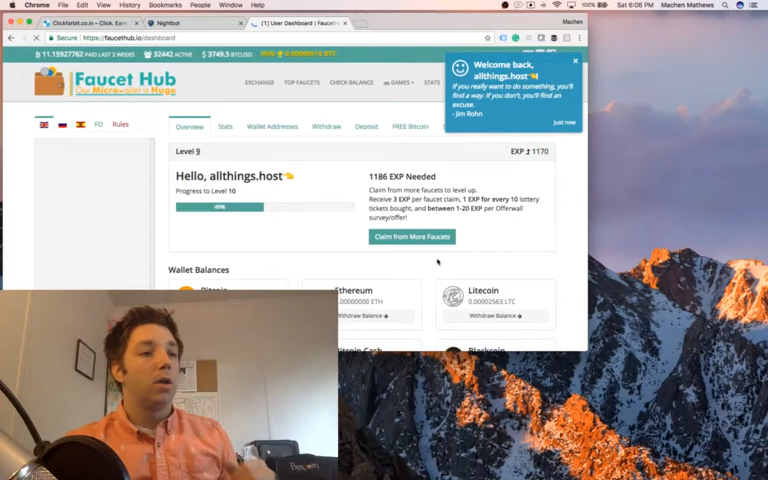 Chrome File Edit View History Bookmarks People Window Help 100% Sat 6:06 PM Machen Mathews
Clickforbit.co.in – Click. Earn Nightbot [1] User Dashboard | Faucet Machen
Secure https://faucethub.io/dashboard
11.15927762 PAID LAST 2 WEEKS 32442 ACTIVE $ 3749.5 BTCUSD
Faucet Hub
Our Microwallet is Huge
EXCHANGE TOP FAUCETS CHECK BALANCE GAMES STATS
Welcome back,
allthings.host
If you really want to do something, you'll
find a way. If you don't, you'll find an
excuse.
- Jim Rohn
Just now
FO Rules
Overview Stats Wallet Addresses Withdraw Deposit FREE Bitcoin
Level 9 EXP 1170
Hello, allthings.host
Progress to Level 10
49%
1186 EXP Needed
Claim from more faucets to level up.
Receive 3 EXP per faucet claim, 1 EXP for every 10 lottery
tickets bought, and between 1-20 EXP per Offerwall
survey/offer!
Claim from More Faucets
Wallet Balances
Bitcoin Ethereum Litecoin
.00000000 ETH 0.00002563 LTC
Withdraw Balance Withdraw Balance
Bitcoin Cash Blackcoin